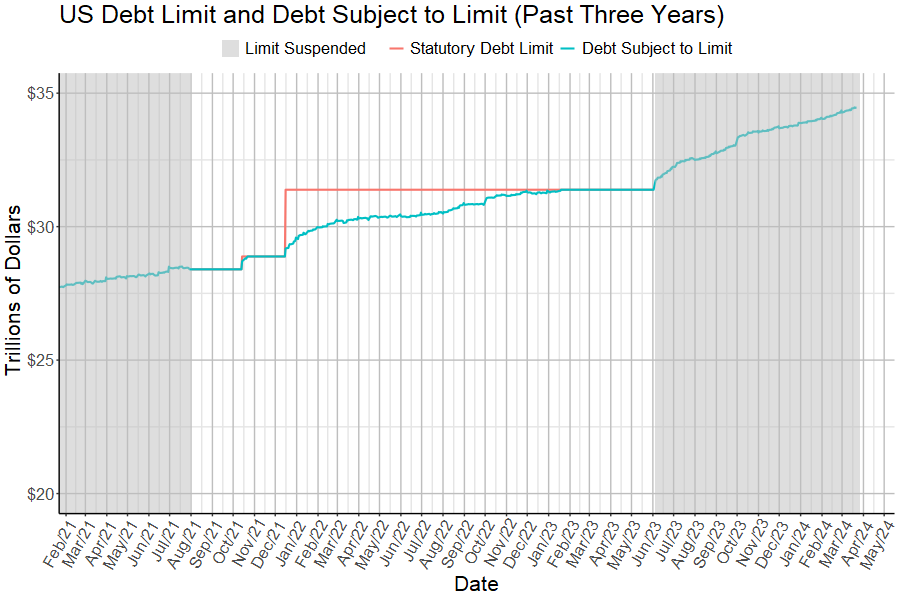 US Debt Limit and Debt Subject to Limit (Past Three Years)
Limit Suspended Statutory Debt Limit Debt Subject to Limit
Trillions of Dollars
$35
$30
$25
$20
Feb/21 Mar/21 Apr/21 May/21 Jun/21 Jul/21 Aug/21 Sep/21 Oct/21 Nov/21 Dec/21 Jan/22 Feb/22 Mar/22 Apr/22 May/22 Jun/22 Jul/22 Aug/22 Sep/22 Oct/22 Nov/22 Dec/22 Jan/23 Feb/23 Mar/23 Apr/23 May/23 Jun/23 Jul/23 Aug/23 Sep/23 Oct/23 Nov/23 Dec/23 Jan/24 Feb/24 Mar/24 Apr/24 May/24
Date